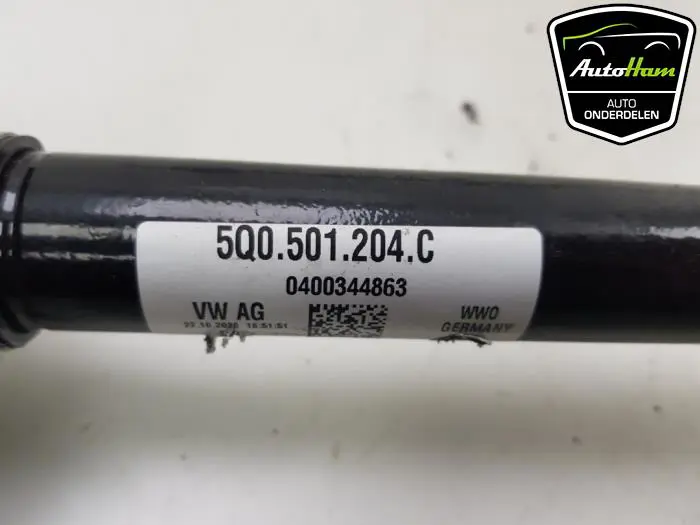 AutoHam
AUTO
ONDERDELEN
5Q0.501.204.C
0400344863
VW AG
WWO
GERMANY